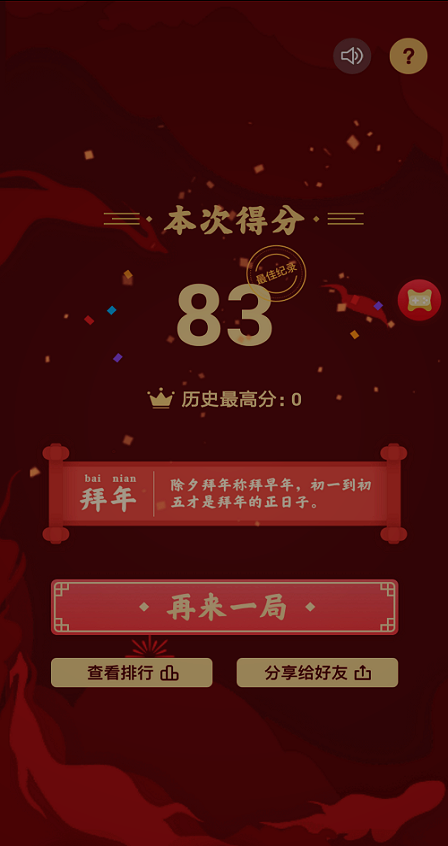 ?
本次得分
最佳纪录
83
历史最高分: 0
bai nian
拜年
除夕拜年称拜早年，初一到初
五才是拜年的正日子。
再来一局
查看排行
分享给好友